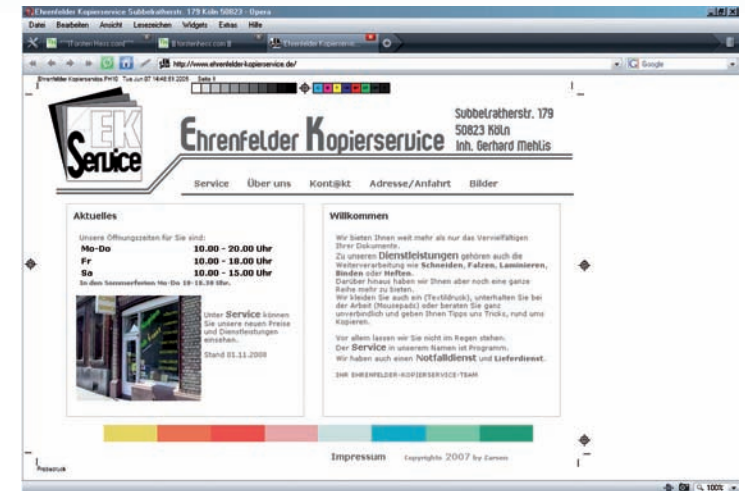 Ehrenfelder Kopierservice Subbelratherstr. 179 Köln 50823 - Opera
Datei Bearbeiten Ansicht Lesezeichen Widgets Extras Hilfe
http://www.ehrenfelder-kopierservice.de/
Google
EK
Service
Ehrenfelder Kopierservice
Subbelratherstr. 179
50823 Köln
Inh. Gerhard Mehlis
Service Über uns Kont@kt Adresse/Anfahrt Bilder
Aktuelles
Unsere Öffnungszeiten für Sie sind:
Mo-Do 10.00 - 20.00 Uhr
Fr 10.00 - 18.00 Uhr
Sa 10.00 - 15.00 Uhr
In den Sommerferien Mo-Do 10-18.30 Uhr.
Unter Service können
Sie unsere neuen Preise
und Dienstleistungen
einsehen.
Stand 01.11.2008
Willkommen
Wir bieten Ihnen weit mehr als nur das Vervielfältigen
Ihrer Dokumente.
Zu unseren Dienstleistungen gehören auch die
Weiterverarbeitung wie Schneiden, Falzen, Laminieren,
Binden oder Heften.
Darüber hinaus haben wir Ihnen aber noch eine ganze
Reihe mehr zu bieten.
Wir kleiden Sie auch ein (Textildruck), unterhalten Sie bei
der Arbeit (Mousepads) oder beraten Sie ganz
unverbindlich und geben Ihnen Tipps uns Tricks, rund ums
Kopieren.
Vor allem lassen wir Sie nicht im Regen stehen.
Der Service in unserem Namen ist Programm.
Wir haben auch einen Notfalldienst und Lieferdienst.
IHR EHRENFELDER-KOPIERSERVICE-TEAM
Impressum Copyrights 2007 by Zarven
Probedruck
100%